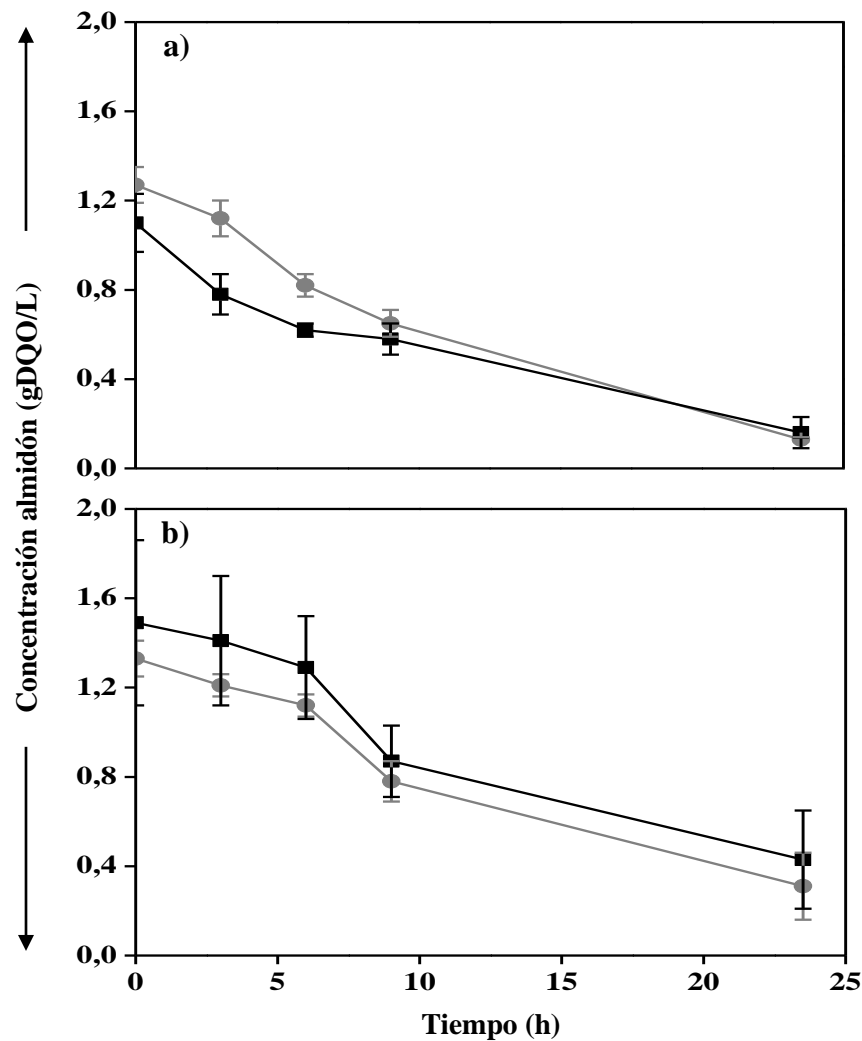 Concentración almidón (gDQO/L)
a)
2,0
1,6
1,2
0,8
0,4
0,0
b)
2,0
1,6
1,2
0,8
0,4
0,0
0 5 10 15 20 25
Tiempo (h)